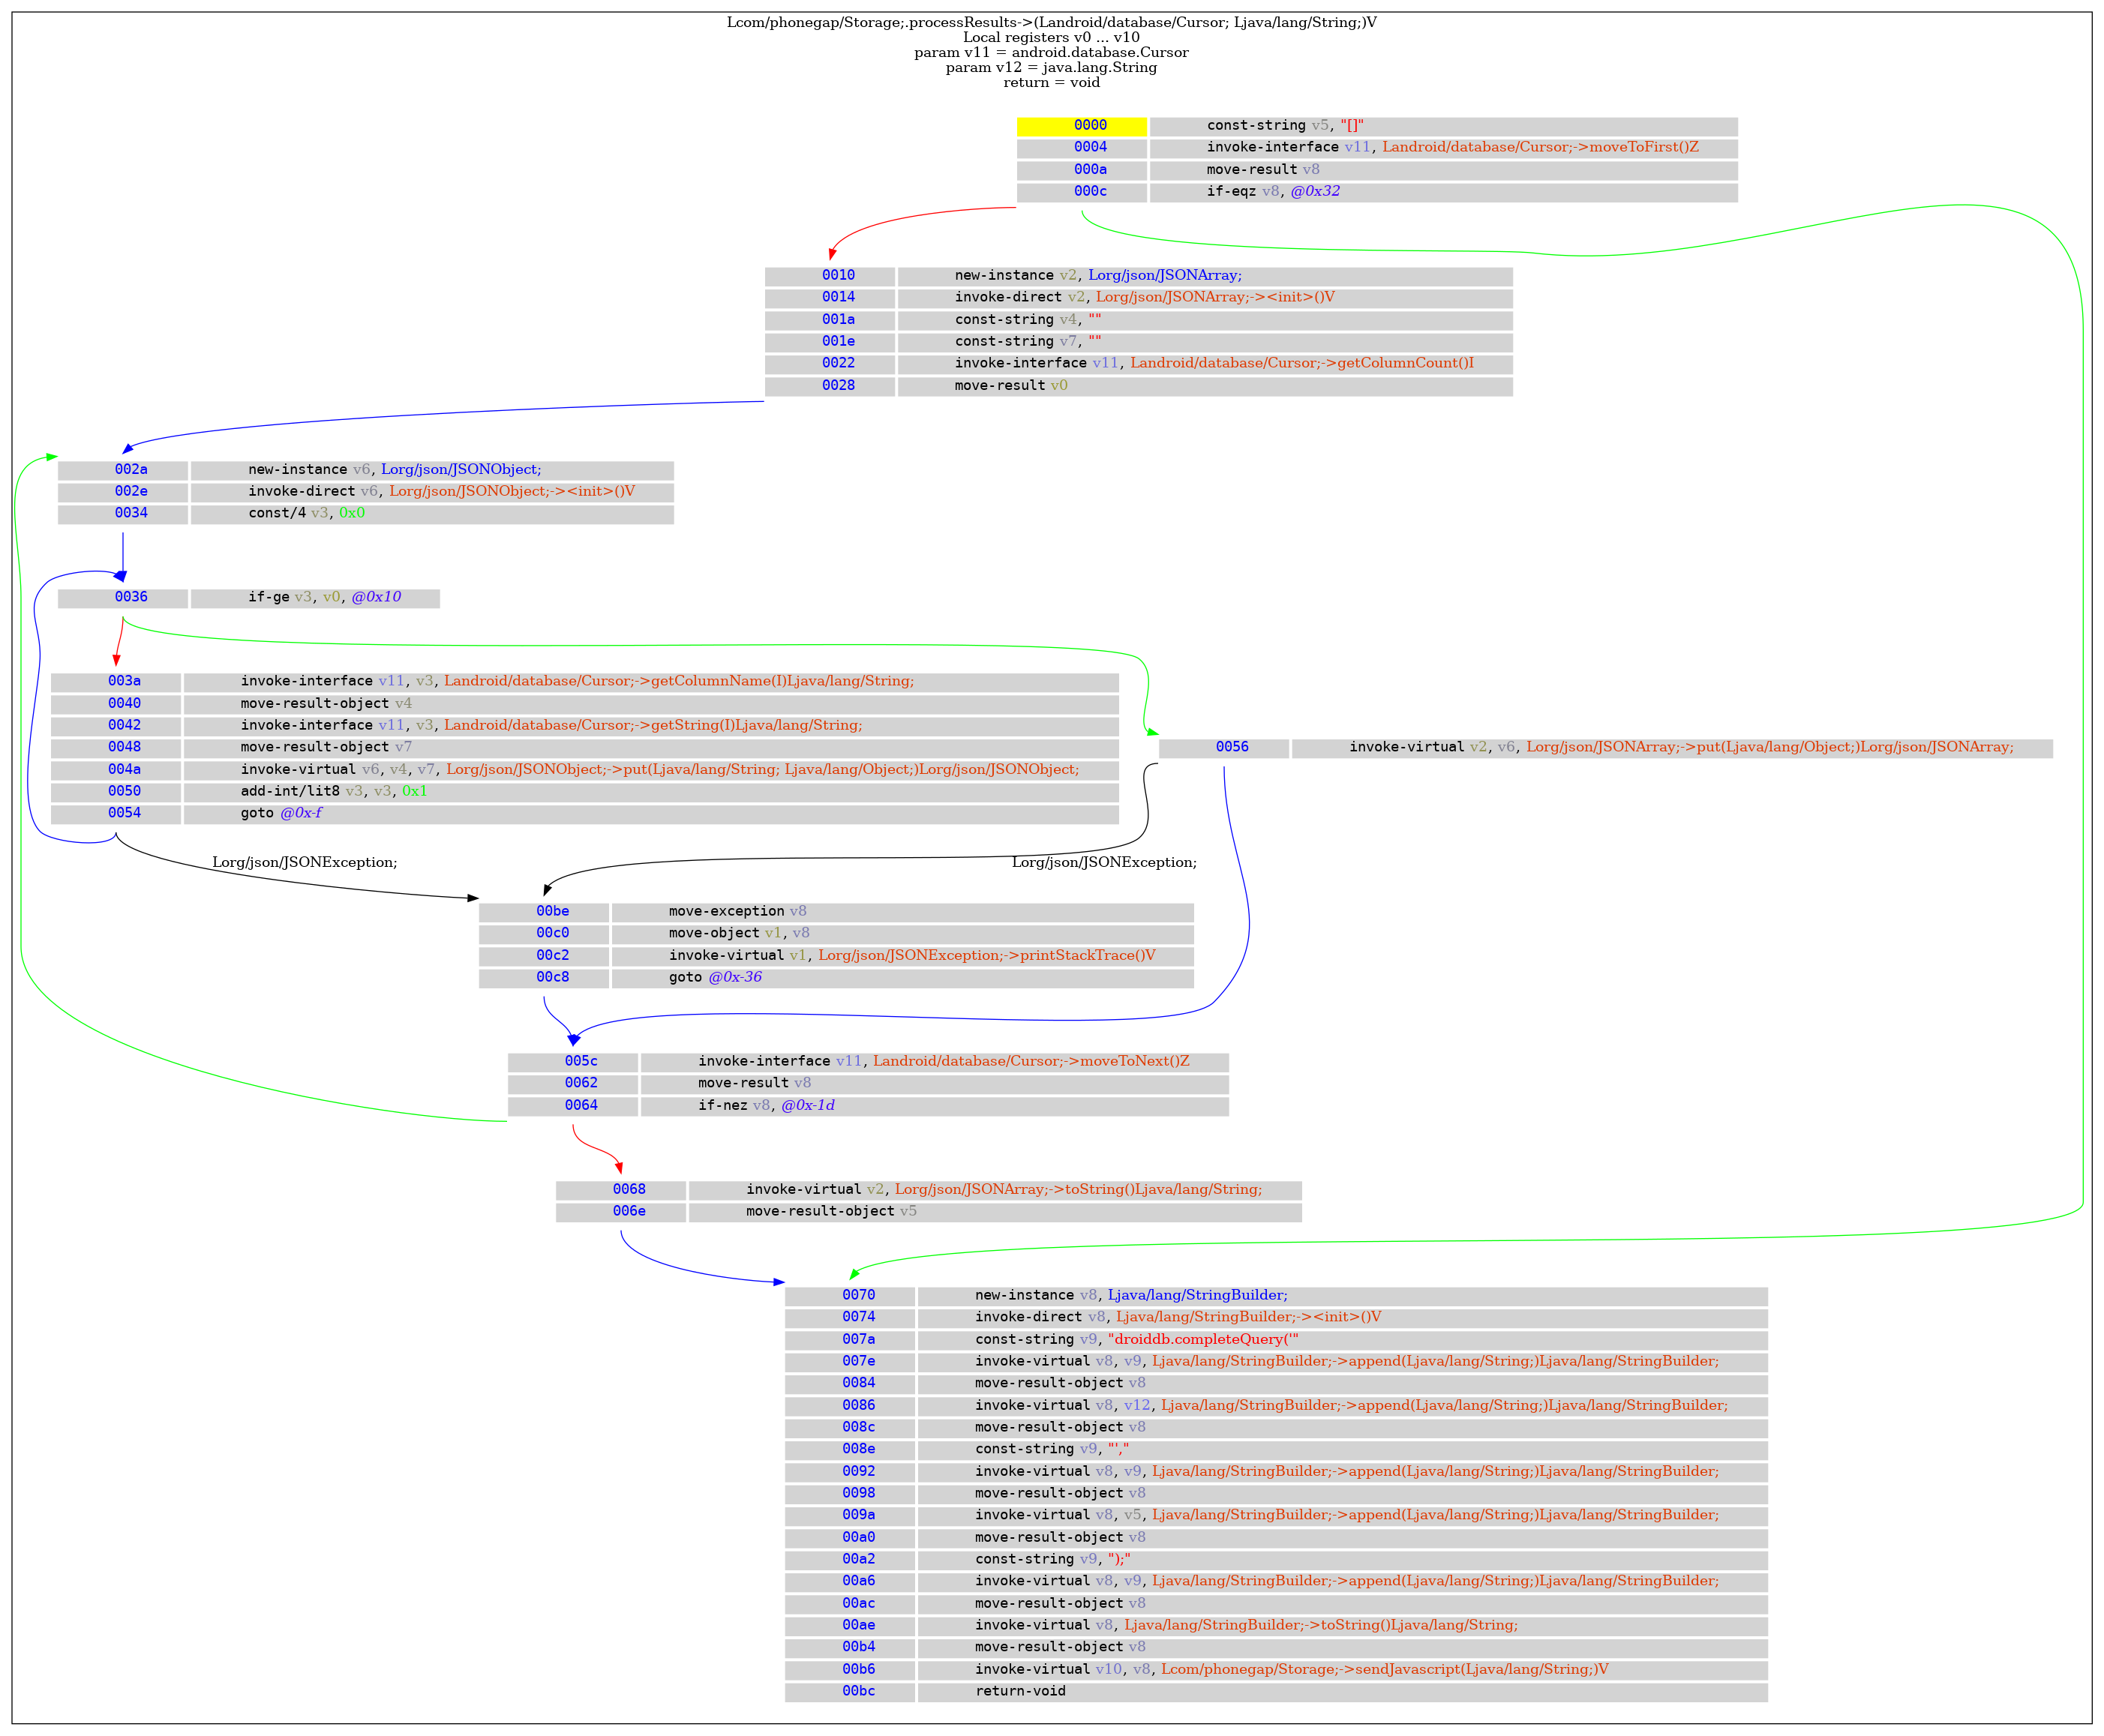 Lcom/phonegap/Storage;.processResults->(Landroid/database/Cursor; Ljava/lang/String;)V
Local registers v0 ... v10
param v11 = android.database.Cursor
param v12 = java.lang.String
return = void
0000 const-string v5, "[]"
0004 invoke-interface v11, Landroid/database/Cursor;->moveToFirst()Z
000a move-result v8
000c if-eqz v8, @0x32
0010 new-instance v2, Lorg/json/JSONArray;
0014 invoke-direct v2, Lorg/json/JSONArray;-><init>()V
001a const-string v4, ""
001e const-string v7, ""
0022 invoke-interface v11, Landroid/database/Cursor;->getColumnCount()I
0028 move-result v0
002a new-instance v6, Lorg/json/JSONObject;
002e invoke-direct v6, Lorg/json/JSONObject;-><init>()V
0034 const/4 v3, 0x0
0036 if-ge v3, v0, @0x10
003a invoke-interface v11, v3, Landroid/database/Cursor;->getColumnName(I)Ljava/lang/String;
0040 move-result-object v4
0042 invoke-interface v11, v3, Landroid/database/Cursor;->getString(I)Ljava/lang/String;
0048 move-result-object v7
004a invoke-virtual v6, v4, v7, Lorg/json/JSONObject;->put(Ljava/lang/String; Ljava/lang/Object;)Lorg/json/JSONObject;
0050 add-int/lit8 v3, v3, 0x1
0054 goto @0x-f
0056 invoke-virtual v2, v6, Lorg/json/JSONArray;->put(Ljava/lang/Object;)Lorg/json/JSONArray;
Lorg/json/JSONException;
Lorg/json/JSONException;
00be move-exception v8
00c0 move-object v1, v8
00c2 invoke-virtual v1, Lorg/json/JSONException;->printStackTrace()V
00c8 goto @0x-36
005c invoke-interface v11, Landroid/database/Cursor;->moveToNext()Z
0062 move-result v8
0064 if-nez v8, @0x-1d
0068 invoke-virtual v2, Lorg/json/JSONArray;->toString()Ljava/lang/String;
006e move-result-object v5
0070 new-instance v8, Ljava/lang/StringBuilder;
0074 invoke-direct v8, Ljava/lang/StringBuilder;-><init>()V
007a const-string v9, "droiddb.completeQuery('"
007e invoke-virtual v8, v9, Ljava/lang/StringBuilder;->append(Ljava/lang/String;)Ljava/lang/StringBuilder;
0084 move-result-object v8
0086 invoke-virtual v8, v12, Ljava/lang/StringBuilder;->append(Ljava/lang/String;)Ljava/lang/StringBuilder;
008c move-result-object v8
008e const-string v9, "',"
0092 invoke-virtual v8, v9, Ljava/lang/StringBuilder;->append(Ljava/lang/String;)Ljava/lang/StringBuilder;
0098 move-result-object v8
009a invoke-virtual v8, v5, Ljava/lang/StringBuilder;->append(Ljava/lang/String;)Ljava/lang/StringBuilder;
00a0 move-result-object v8
00a2 const-string v9, ");"
00a6 invoke-virtual v8, v9, Ljava/lang/StringBuilder;->append(Ljava/lang/String;)Ljava/lang/StringBuilder;
00ac move-result-object v8
00ae invoke-virtual v8, Ljava/lang/StringBuilder;->toString()Ljava/lang/String;
00b4 move-result-object v8
00b6 invoke-virtual v10, v8, Lcom/phonegap/Storage;->sendJavascript(Ljava/lang/String;)V
00bc return-void